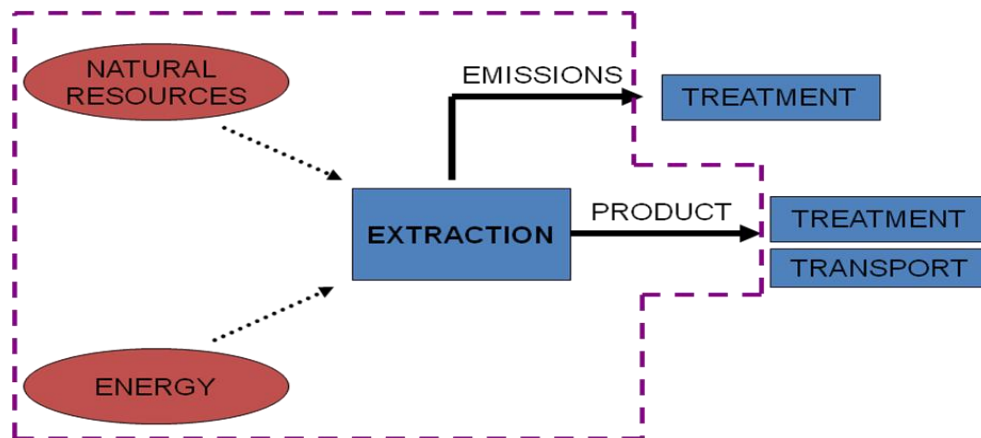 NATURAL
RESOURCES
EMISSIONS
TREATMENT
EXTRACTION
PRODUCT
TREATMENT
TRANSPORT
ENERGY